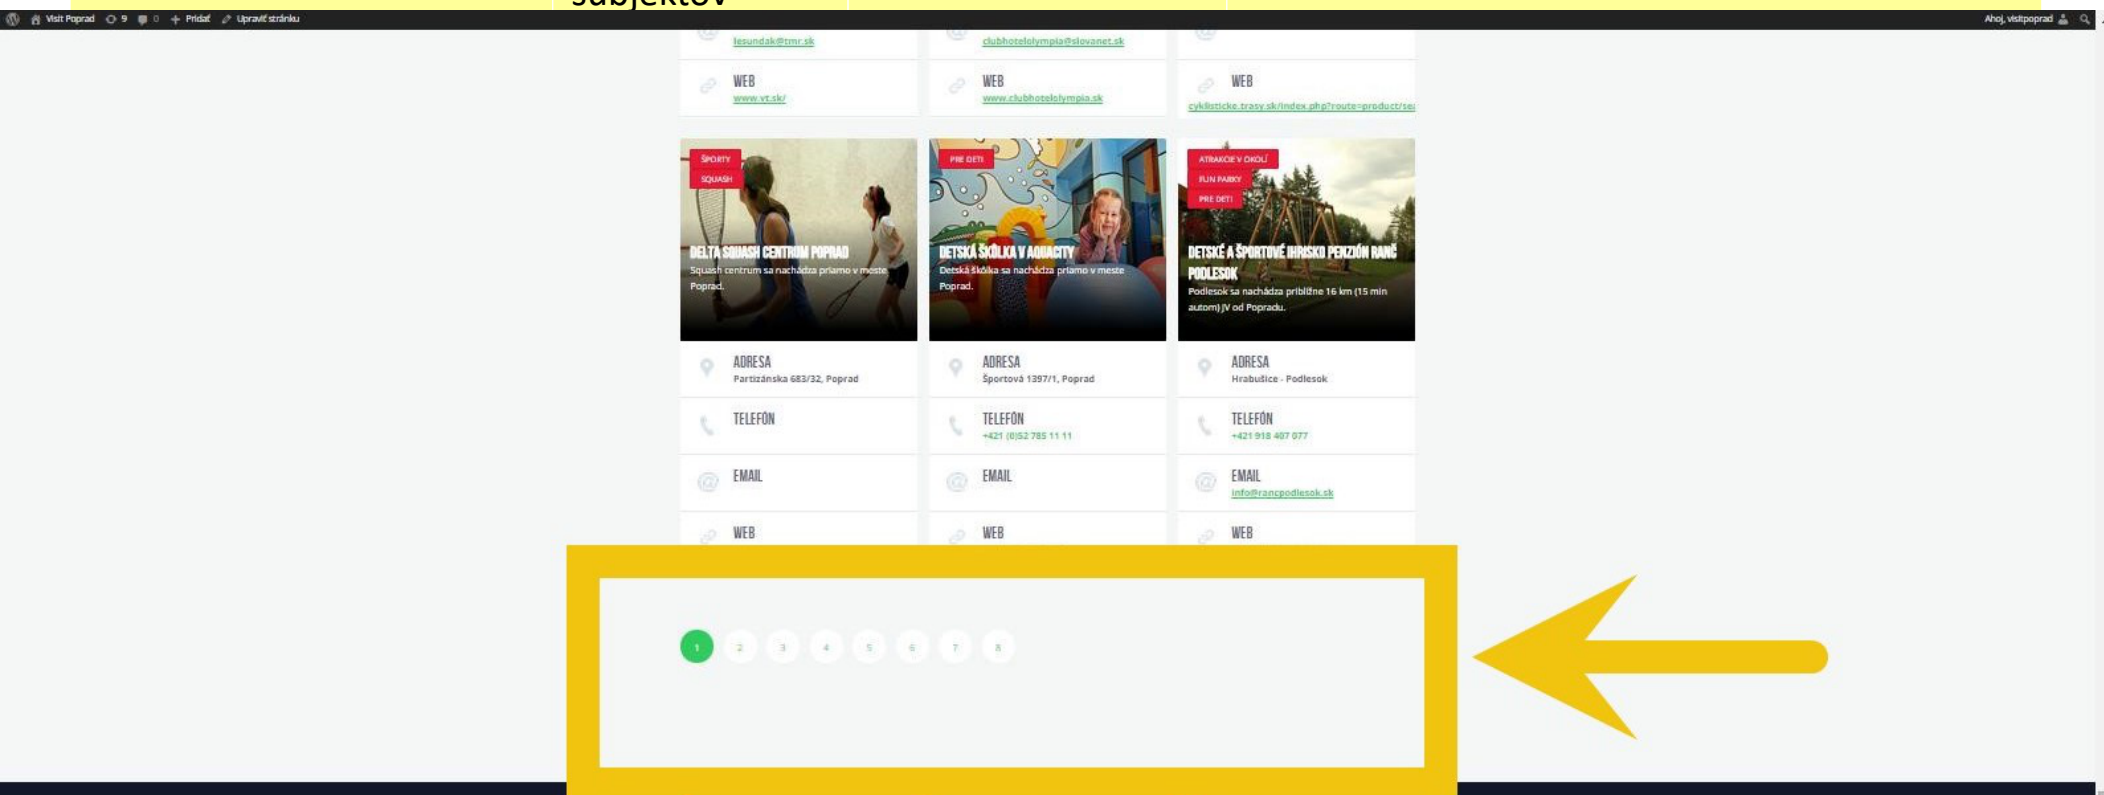 subjektov
Visit Poprad 9 0 Pridať Upraviť stránku Ahoj, visitpoprad
lesundak@tmr.sk
clubhotelolympia@slovanet.sk
WEB
www.vt.sk/
WEB
www.clubhotelolympia.sk
WEB
cyklisticke.trasy.sk/index.php?route=product/sea
ŠPORTY
SQUASH
DELTA SQUASH CENTRUM POPRAD
Squash centrum sa nachádza priamo v meste
Poprad.
ADRESA
Partizánska 683/32, Poprad
TELEFÓN
EMAIL
WEB
PRE DETI
DETSKÁ ŠKÔLKA V AQUACITY
Detská škôlka sa nachádza priamo v meste
Poprad.
ADRESA
Športová 1397/1, Poprad
TELEFÓN
+421 (0)52 785 11 11
EMAIL
WEB
ATRAKCIE V OKOLÍ
FUN PARKY
PRE DETI
DETSKÉ A ŠPORTOVÉ IHRISKO PENZIÓN RANČ
PODLESOK
Podlesok sa nachádza približne 16 km (15 min
autom) JV od Popradu.
ADRESA
Hrabušice - Podlesok
TELEFÓN
+421 918 407 077
EMAIL
info@rancpodlesok.sk
WEB
1 2 3 4 5 6 7 8